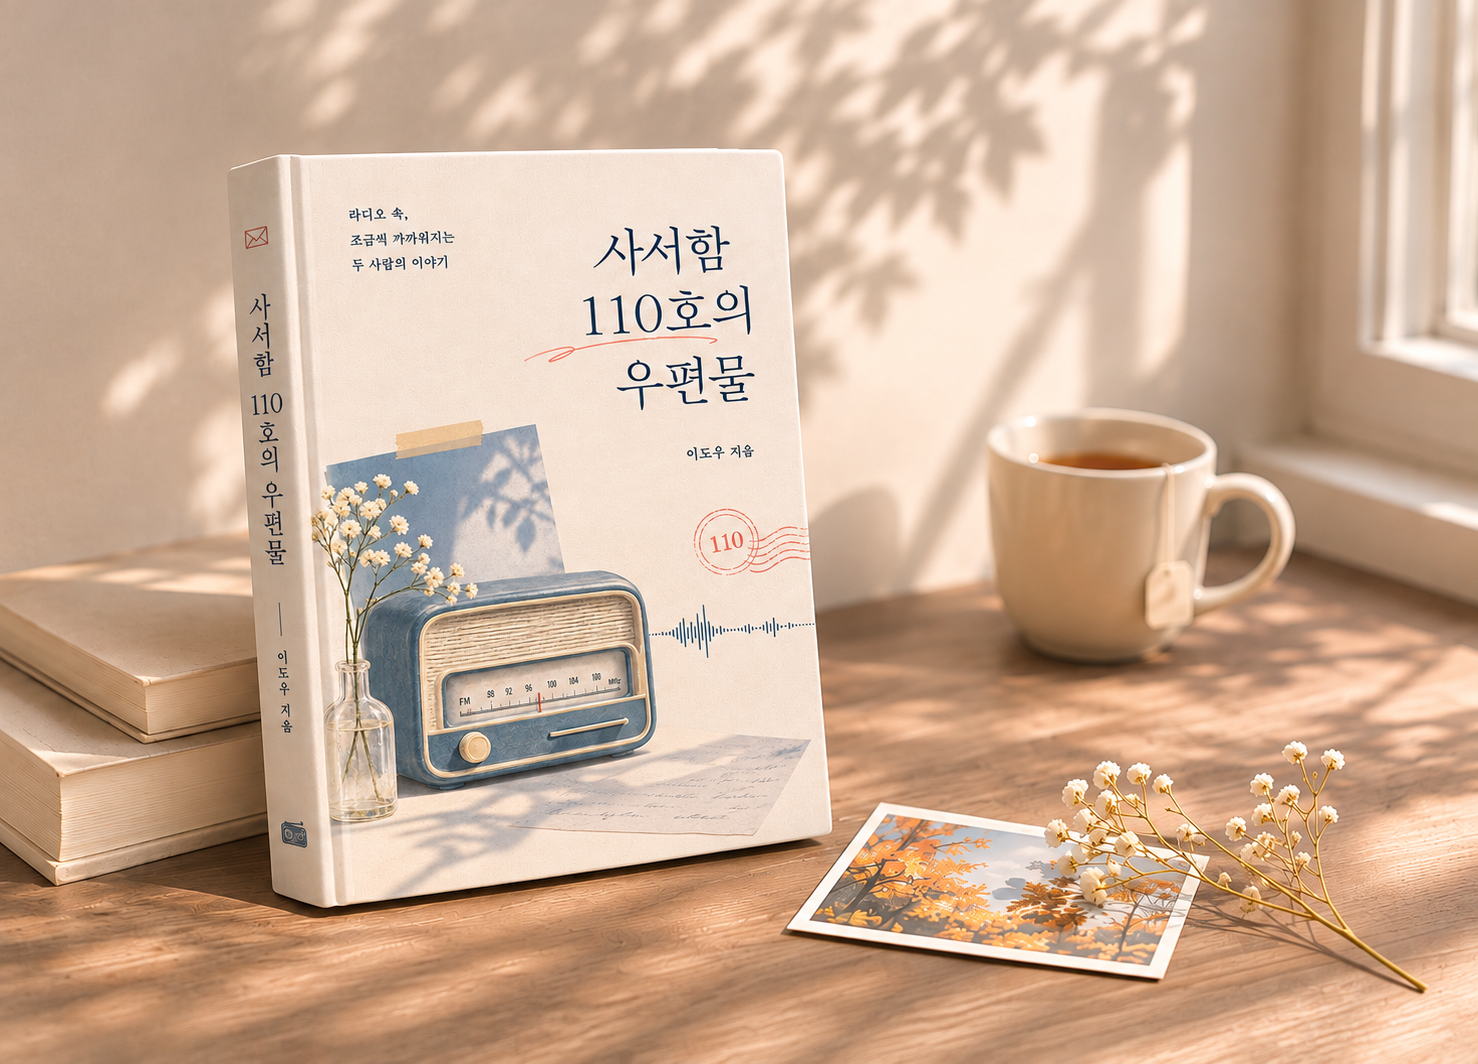 사서함 110호의 우편물
이도우 지음
라디오 속,
조금씩 까까워지는
두 사람의 이야기
사서함
110호의
우편물
이도우 지음
110
FM 88 92 96 100 104 108 MHz